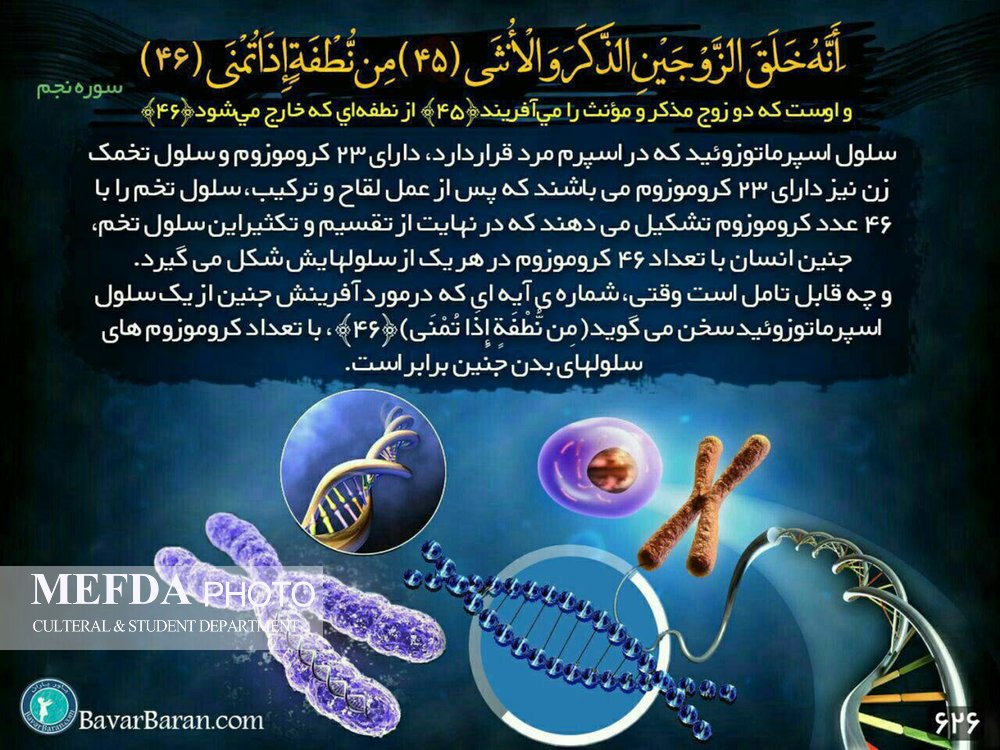 أَنَّهُ خَلَقَ الزَّوْجَيْنِ الذَّكَرَ وَالْأُنثَى (۴۵) مِن نُّطْفَةٍ إِذَا تُمْنَى (۴۶)
سوره نجم
و اوست که دو زوج مذکر و مؤنث را می‌آفریند﴿۴۵﴾ از نطفه‌اي که خارج می‌شود﴿۴۶﴾
سلول اسپرماتوزوئید که در اسپرم مرد قراردارد، دارای ۲۳ کروموزوم و سلول تخمک
زن نیز دارای ۲۳ کروموزوم می باشند که پس از عمل لقاح و ترکیب، سلول تخم را با
۴۶ عدد کروموزوم تشکیل می دهند که در نهایت از تقسیم و تکثیراین سلول تخم،
جنین انسان با تعداد ۴۶ کروموزوم در هر یک از سلولهایش شکل می گیرد.
و چه قابل تامل است وقتی، شماره ی آیه ای که درمورد آفرینش جنین از یک سلول
اسپرماتوزوئید سخن می گوید( مِن نُّطْفَةٍ إِذَا تُمْنَى)﴿۴۶﴾، با تعداد کروموزوم های
سلولهای بدن جنین برابر است.
MEFDA PHOTO
CULTERAL & STUDENT DEPARTMENT
BavarBaran.com
۶۲۶